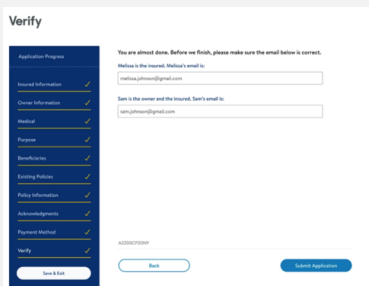 Verify
Application Progress
Insured Information
Owner Information
Medical
Purpose
Beneficiaries
Existing Policies
Policy Information
Acknowledgments
Payment Method
Verify
Save & Exit
You are almost done. Before we finish, please make sure the email below is correct.
Melissa is the insured. Melissa's email is:
melissa.johnson@gmail.com
Sam is the owner and the insured. Sam's email is:
sam.johnson@gmail.com
Back
Submit Application